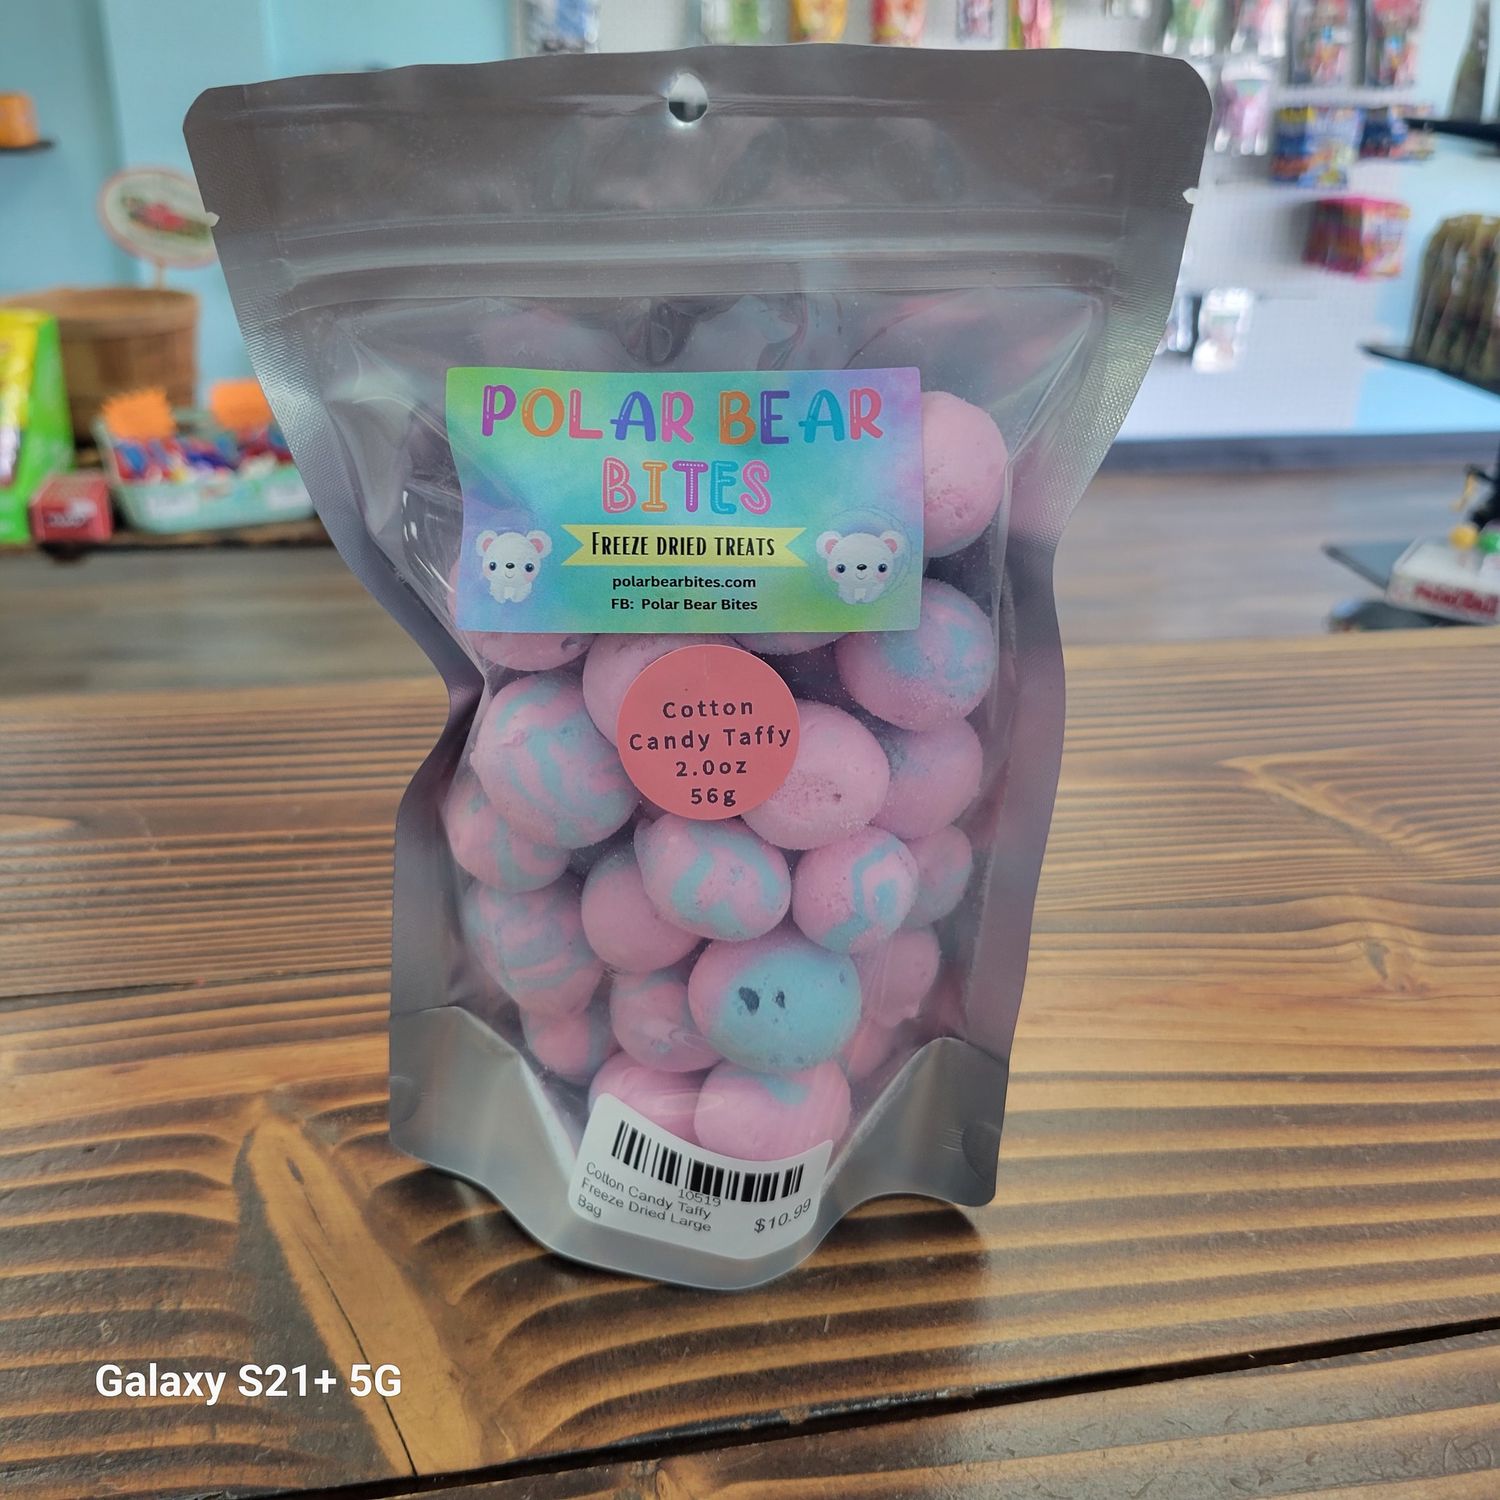 POLAR BEAR
BITES
FREEZE DRIED TREATS
polarbearbites.com
FB: Polar Bear Bites
Cotton
Candy Taffy
2.0oz
56g
10519
Cotton Candy Taffy
Freeze Dried Large
Bag
$10.99
Galaxy S21+ 5G